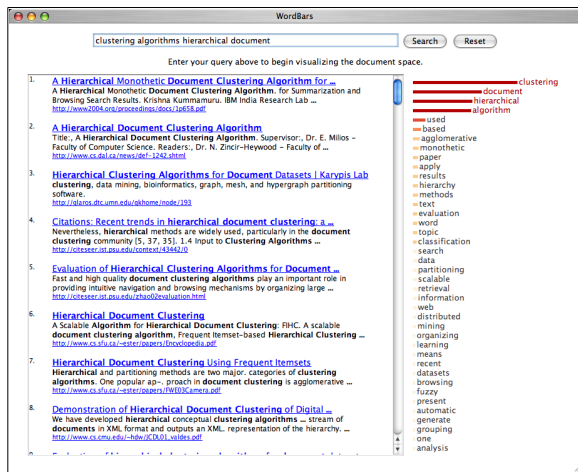 WordBars
clustering algorithms hierarchical document
Search
Reset
Enter your query above to begin visualizing the document space.
1. A Hierarchical Monothetic Document Clustering Algorithm for ...
A Hierarchical Monothetic Document Clustering Algorithm. for Summarization and
Browsing Search Results. Krishna Kummamuru. IBM India Research Lab ...
http://www2004.org/proceedings/docs/1p658.pdf
2. A Hierarchical Document Clustering Algorithm
Title:, A Hierarchical Document Clustering Algorithm. Supervisor:, Dr. E. Milios -
Faculty of Computer Science. Readers:, Dr. N. Zincir-Heywood - Faculty of ...
http://www.cs.dal.ca/news/def-1242.shtml
3. Hierarchical Clustering Algorithms for Document Datasets | Karypis Lab
clustering, data mining, bioinformatics, graph, mesh, and hypergraph partitioning
software.
http://glaros.dtc.umn.edu/gkhome/node/193
4. Citations: Recent trends in hierarchical document clustering: a ...
Nevertheless, hierarchical methods are widely used, particularly in the document
clustering community [5, 37, 35]. 1.4 Input to Clustering Algorithms ...
http://citeseer.ist.psu.edu/context/43442/0
5. Evaluation of Hierarchical Clustering Algorithms for Document ...
Fast and high quality document clustering algorithms play an important role in
providing intuitive navigation and browsing mechanisms by organizing large ...
http://citeseer.ist.psu.edu/zhao02evaluation.html
6. Hierarchical Document Clustering
A Scalable Algorithm for Hierarchical Document Clustering: FIHC. A scalable
document clustering algorithm, Frequent Itemset-based Hierarchical Clustering ...
http://www.cs.sfu.ca/~ester/papers/Encyclopedia.pdf
7. Hierarchical Document Clustering Using Frequent Itemsets
Hierarchical and partitioning methods are two major. categories of clustering
algorithms. One popular ap-. proach in document clustering is agglomerative ...
http://www.cs.sfu.ca/~ester/papers/FWE03Camera.pdf
8. Demonstration of Hierarchical Document Clustering of Digital ...
We have developed hierarchical conceptual clustering algorithms ... stream of
documents in XML format and outputs an XML. representation of the hierarchy. ...
http://www.cs.cmu.edu/~hdw/JCDL01_valdes.pdf
clustering
document
hierarchical
algorithm
used
based
agglomerative
monothetic
paper
apply
results
hierarchy
methods
text
evaluation
word
topic
classification
search
data
partitioning
scalable
retrieval
information
web
distributed
mining
organizing
learning
means
recent
datasets
browsing
fuzzy
present
automatic
generate
grouping
one
analysis